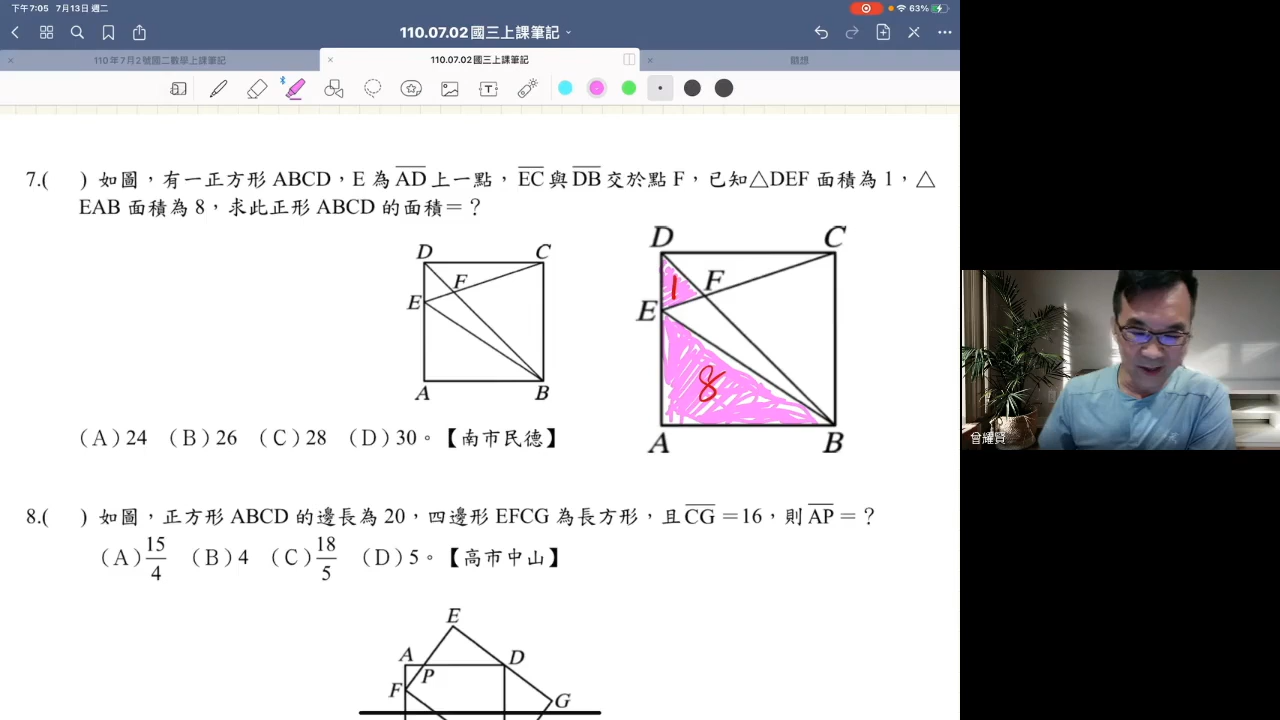 下午7:05 7月13日 週二
63%
110.07.02國三上課筆記
110年7月2號國二數學上課筆記
110.07.02國三上課筆記
隨想
7.( ) 如圖，有一正方形 ABCD，E 為 AD 上一點，EC 與 DB 交於點 F，已知△DEF 面積為 1，△
EAB 面積為 8，求此正形 ABCD 的面積＝？
D C
F
E
A B
D C
1 F
E
8
A B
（A）24 （B）26 （C）28 （D）30。【南市民德】
曾耀賢
8.( ) 如圖，正方形 ABCD 的邊長為 20，四邊形 EFCG 為長方形，且 CG ＝16，則 AP＝？
（A）15/4 （B）4 （C）18/5 （D）5。【高市中山】
E
A D
P
F G